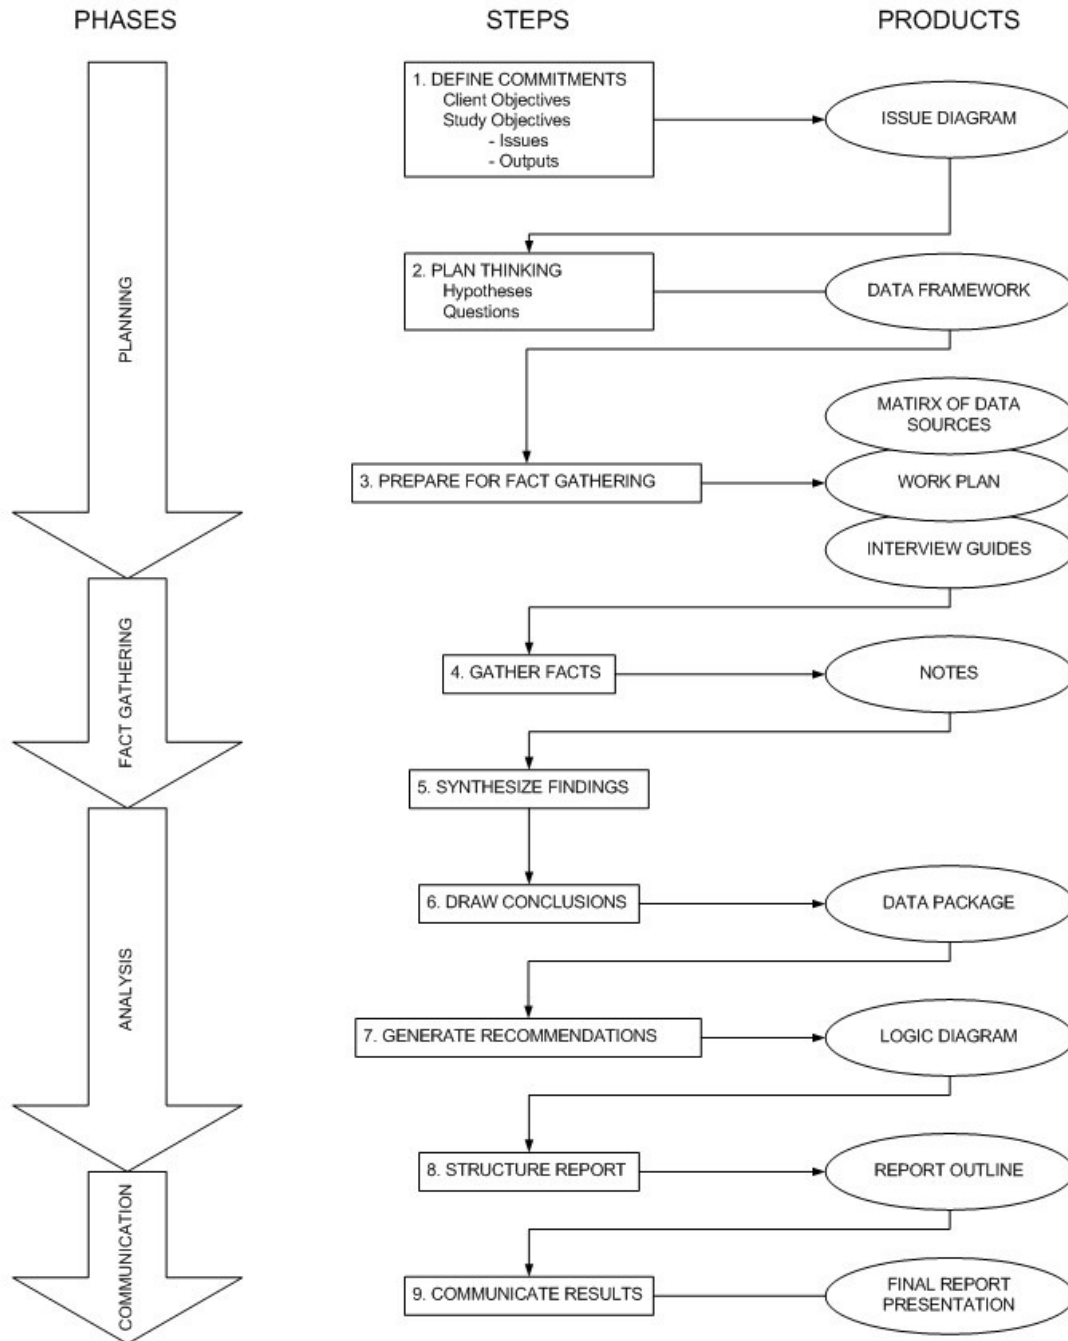 PHASES
STEPS
PRODUCTS
1. DEFINE COMMITMENTS
Client Objectives
Study Objectives
- Issues
- Outputs
ISSUE DIAGRAM
PLANNING
2. PLAN THINKING
Hypotheses
Questions
DATA FRAMEWORK
MATIRX OF DATA
SOURCES
3. PREPARE FOR FACT GATHERING
WORK PLAN
INTERVIEW GUIDES
FACT GATHERING
4. GATHER FACTS
NOTES
5. SYNTHESIZE FINDINGS
ANALYSIS
6. DRAW CONCLUSIONS
DATA PACKAGE
7. GENERATE RECOMMENDATIONS
LOGIC DIAGRAM
COMMUNICATION
8. STRUCTURE REPORT
REPORT OUTLINE
9. COMMUNICATE RESULTS
FINAL REPORT
PRESENTATION